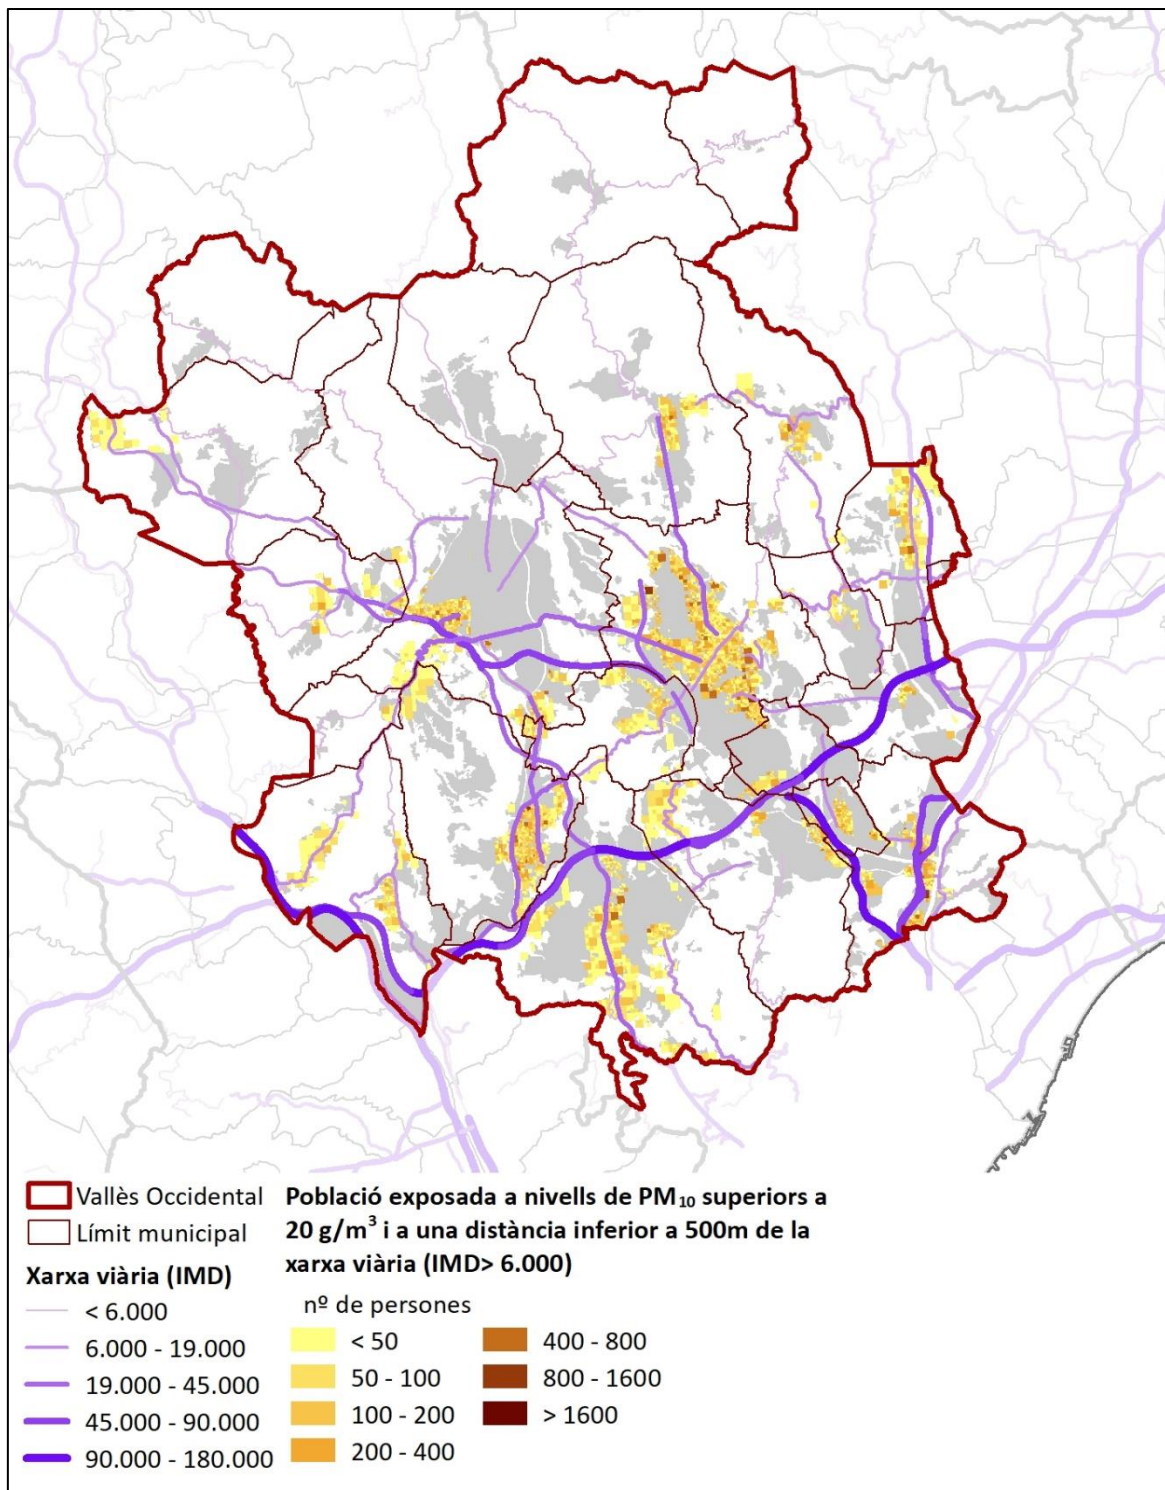 Vallès Occidental
Límit municipal
Xarxa viària (IMD)
< 6.000
6.000 - 19.000
19.000 - 45.000
45.000 - 90.000
90.000 - 180.000
Població exposada a nivells de PM₁₀ superiors a
20 g/m³ i a una distància inferior a 500m de la
xarxa viària (IMD> 6.000)
nº de persones
< 50
50 - 100
100 - 200
200 - 400
400 - 800
800 - 1600
> 1600